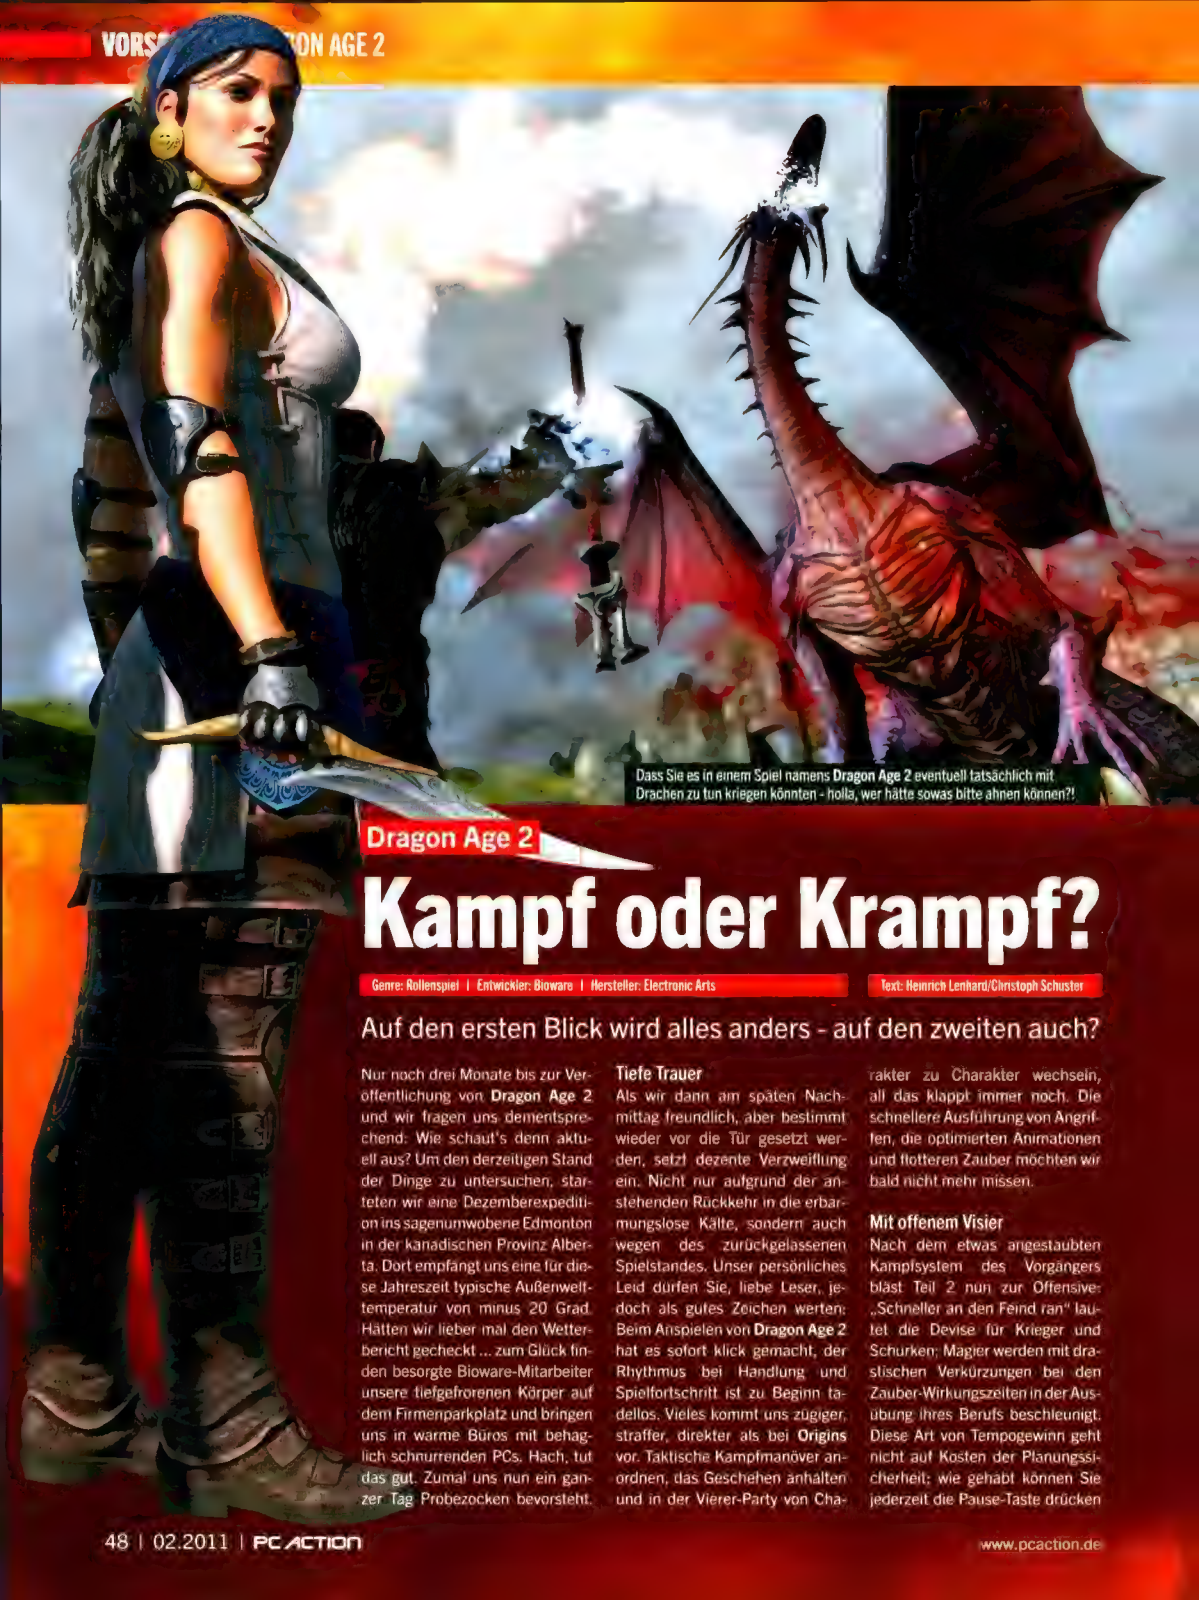 VORS ON AGE 2
Dass Sie es in einem Spiel namens Dragon Age 2 eventuell tatsächlich mit
Drachen zu tun kriegen könnten - holla, wer hätte sowas bitte ahnen können?!
Dragon Age 2
Kampf oder Krampf?
Genre: Rollenspiel | Entwickler: Bioware | Hersteller: Electronic Arts
Text: Heinrich Lenhard/Christoph Schuster
Auf den ersten Blick wird alles anders - auf den zweiten auch?
Nur noch drei Monate bis zur Ver-
öffentlichung von Dragon Age 2
und wir fragen uns dementspre-
chend: Wie schaut's denn aktu-
ell aus? Um den derzeitigen Stand
der Dinge zu untersuchen, star-
teten wir eine Dezemberexpediti-
on ins sagenumwobene Edmonton
in der kanadischen Provinz Alber-
ta. Dort empfängt uns eine für die-
se Jahreszeit typische Außenwelt-
temperatur von minus 20 Grad.
Hätten wir lieber mal den Wetter-
bericht gecheckt ... zum Glück fin-
den besorgte Bioware-Mitarbeiter
unsere tiefgefrorenen Körper auf
dem Firmenparkplatz und bringen
uns in warme Büros mit behag-
lich schnurrenden PCs. Hach, tut
das gut. Zumal uns nun ein gan-
zer Tag Probezocken bevorsteht.
Tiefe Trauer
Als wir dann am späten Nach-
mittag freundlich, aber bestimmt
wieder vor die Tür gesetzt wer-
den, setzt dezente Verzweiflung
ein. Nicht nur aufgrund der an-
stehenden Rückkehr in die erbar-
mungslose Kälte, sondern auch
wegen des zurückgelassenen
Spielstandes. Unser persönliches
Leid dürfen Sie, liebe Leser, je-
doch als gutes Zeichen werten:
Beim Anspielen von Dragon Age 2
hat es sofort klick gemacht, der
Rhythmus bei Handlung und
Spielfortschritt ist zu Beginn ta-
dellos. Vieles kommt uns zügiger,
straffer, direkter als bei Origins
vor. Taktische Kampfmanöver an-
ordnen, das Geschehen anhalten
und in der Vierer-Party von Cha-
rakter zu Charakter wechseln,
all das klappt immer noch. Die
schnellere Ausführung von Angrif-
fen, die optimierten Animationen
und flotteren Zauber möchten wir
bald nicht mehr missen.
Mit offenem Visier
Nach dem etwas angestaubten
Kampfsystem des Vorgängers
bläst Teil 2 nun zur Offensive:
„Schneller an den Feind ran“ lau-
tet die Devise für Krieger und
Schurken; Magier werden mit dra-
stischen Verkürzungen bei den
Zauber-Wirkungszeiten in der Aus-
übung ihres Berufs beschleunigt.
Diese Art von Tempogewinn geht
nicht auf Kosten der Planungssi-
cherheit: wie gehabt können Sie
jederzeit die Pause-Taste drücken
48 | 02.2011 | PC ACTION
www.pcaction.de